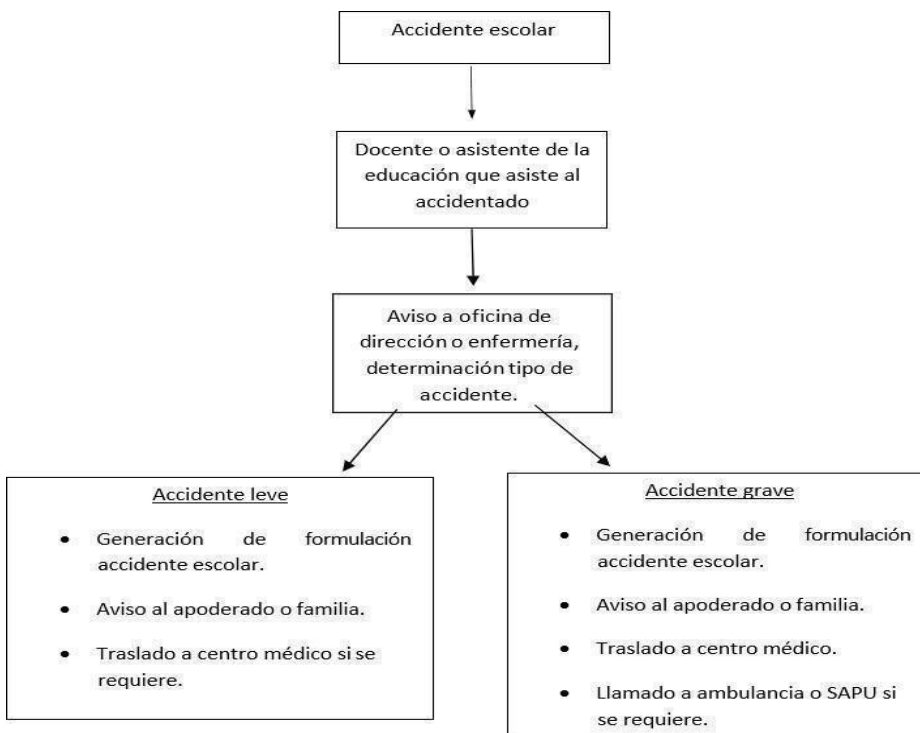 Accidente escolar
Docente o asistente de la
educación que asiste al
accidentado
Aviso a oficina de
dirección o enfermería,
determinación tipo de
accidente.
Accidente leve
• Generación de formulación
accidente escolar.
• Aviso al apoderado o familia.
• Traslado a centro médico si se
requiere.
Accidente grave
• Generación de formulación
accidente escolar.
• Aviso al apoderado o familia.
• Traslado a centro médico.
• Llamado a ambulancia o SAPU si
se requiere.